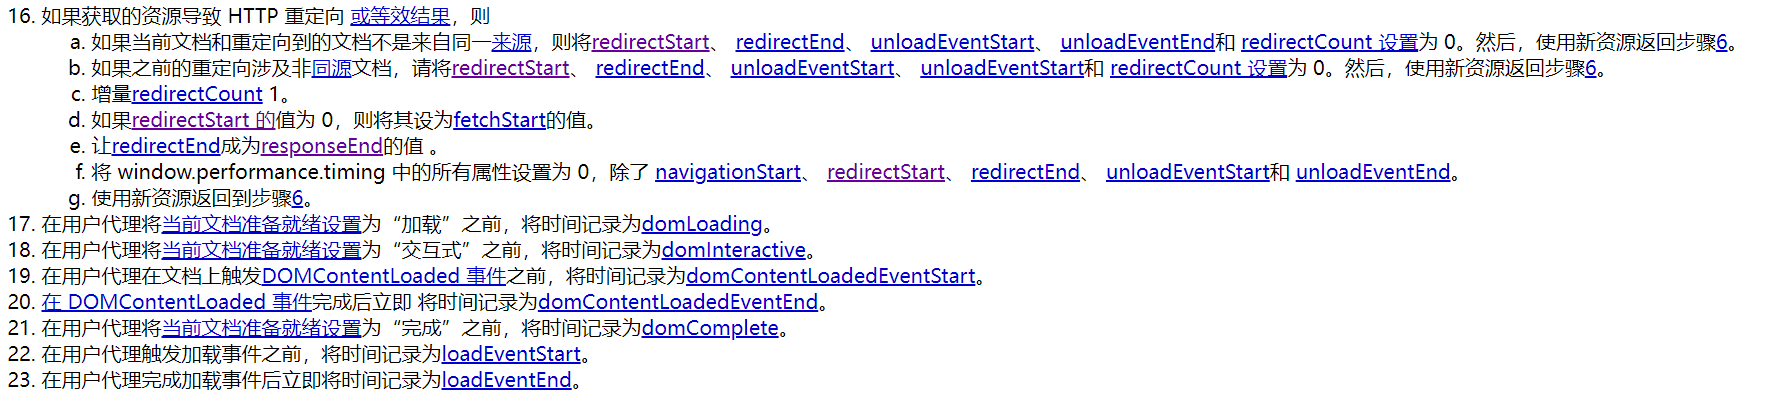 16. 如果获取的资源导致 HTTP 重定向 或等效结果，则
a. 如果当前文档和重定向到的文档不是来自同一来源，则将redirectStart、 redirectEnd、 unloadEventStart、 unloadEventEnd和 redirectCount 设置为 0。然后，使用新资源返回步骤6。
b. 如果之前的重定向涉及非同源文档，请将redirectStart、 redirectEnd、 unloadEventStart、 unloadEventStart和 redirectCount 设置为 0。然后，使用新资源返回步骤6。
c. 增量redirectCount 1。
d. 如果redirectStart 的值为 0，则将其设为fetchStart的值。
e. 让redirectEnd成为responseEnd的值 。
f. 将 window.performance.timing 中的所有属性设置为 0，除了 navigationStart、 redirectStart、 redirectEnd、 unloadEventStart和 unloadEventEnd。
g. 使用新资源返回到步骤6。
17. 在用户代理将当前文档准备就绪设置为“加载”之前，将时间记录为domLoading。
18. 在用户代理将当前文档准备就绪设置为“交互式”之前，将时间记录为domInteractive。
19. 在用户代理在文档上触发DOMContentLoaded 事件之前，将时间记录为domContentLoadedEventStart。
20. 在 DOMContentLoaded 事件完成后立即 将时间记录为domContentLoadedEventEnd。
21. 在用户代理将当前文档准备就绪设置为“完成”之前，将时间记录为domComplete。
22. 在用户代理触发加载事件之前，将时间记录为loadEventStart。
23. 在用户代理完成加载事件后立即将时间记录为loadEventEnd。